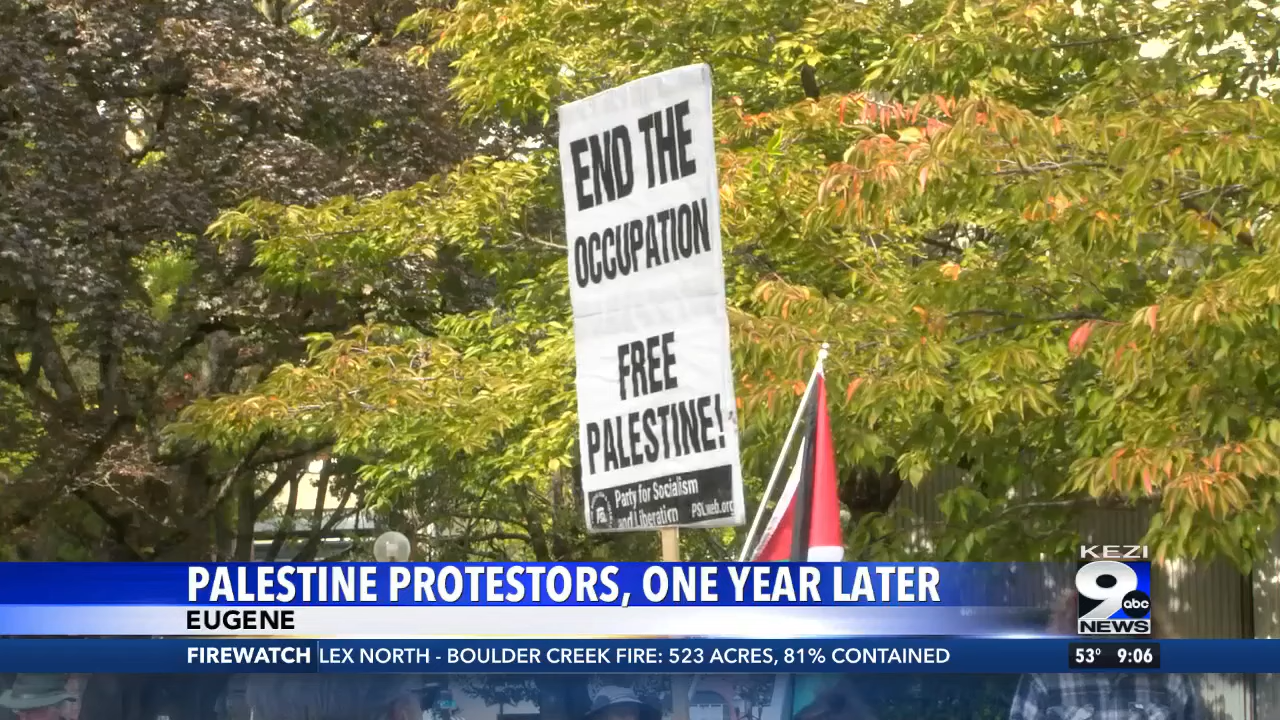 END THE
OCCUPATION
FREE
PALESTINE!
Party for Socialism
and Liberation
PSLweb.org
KEZI
9
abc
NEWS
PALESTINE PROTESTORS, ONE YEAR LATER
EUGENE
FIREWATCH
LEX NORTH - BOULDER CREEK FIRE: 523 ACRES, 81% CONTAINED
53° 9:06